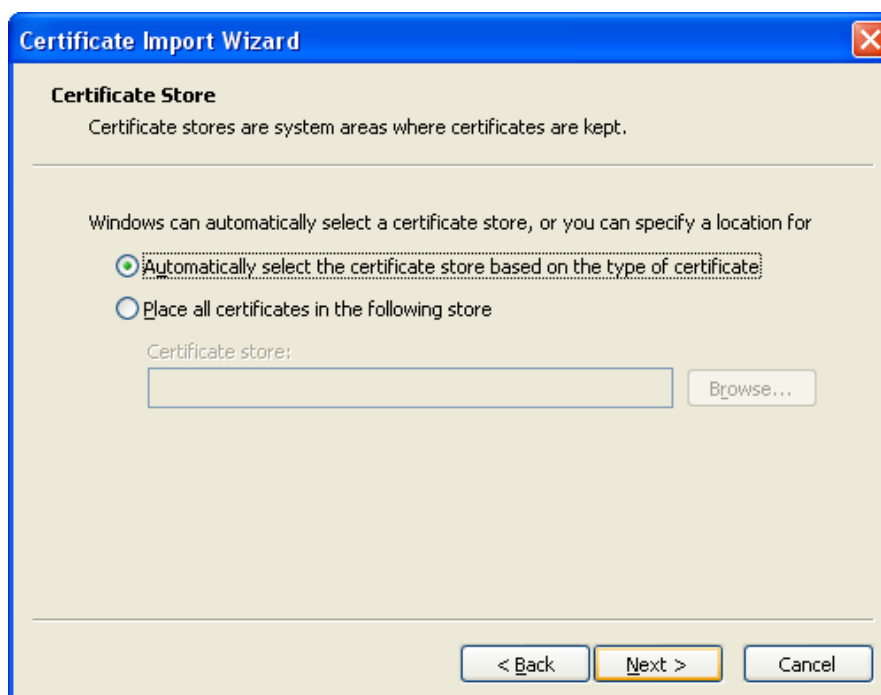 Certificate Import Wizard
Certificate Store
Certificate stores are system areas where certificates are kept.
Windows can automatically select a certificate store, or you can specify a location for
Automatically select the certificate store based on the type of certificate
Place all certificates in the following store
Certificate store:
Browse...
< Back
Next >
Cancel